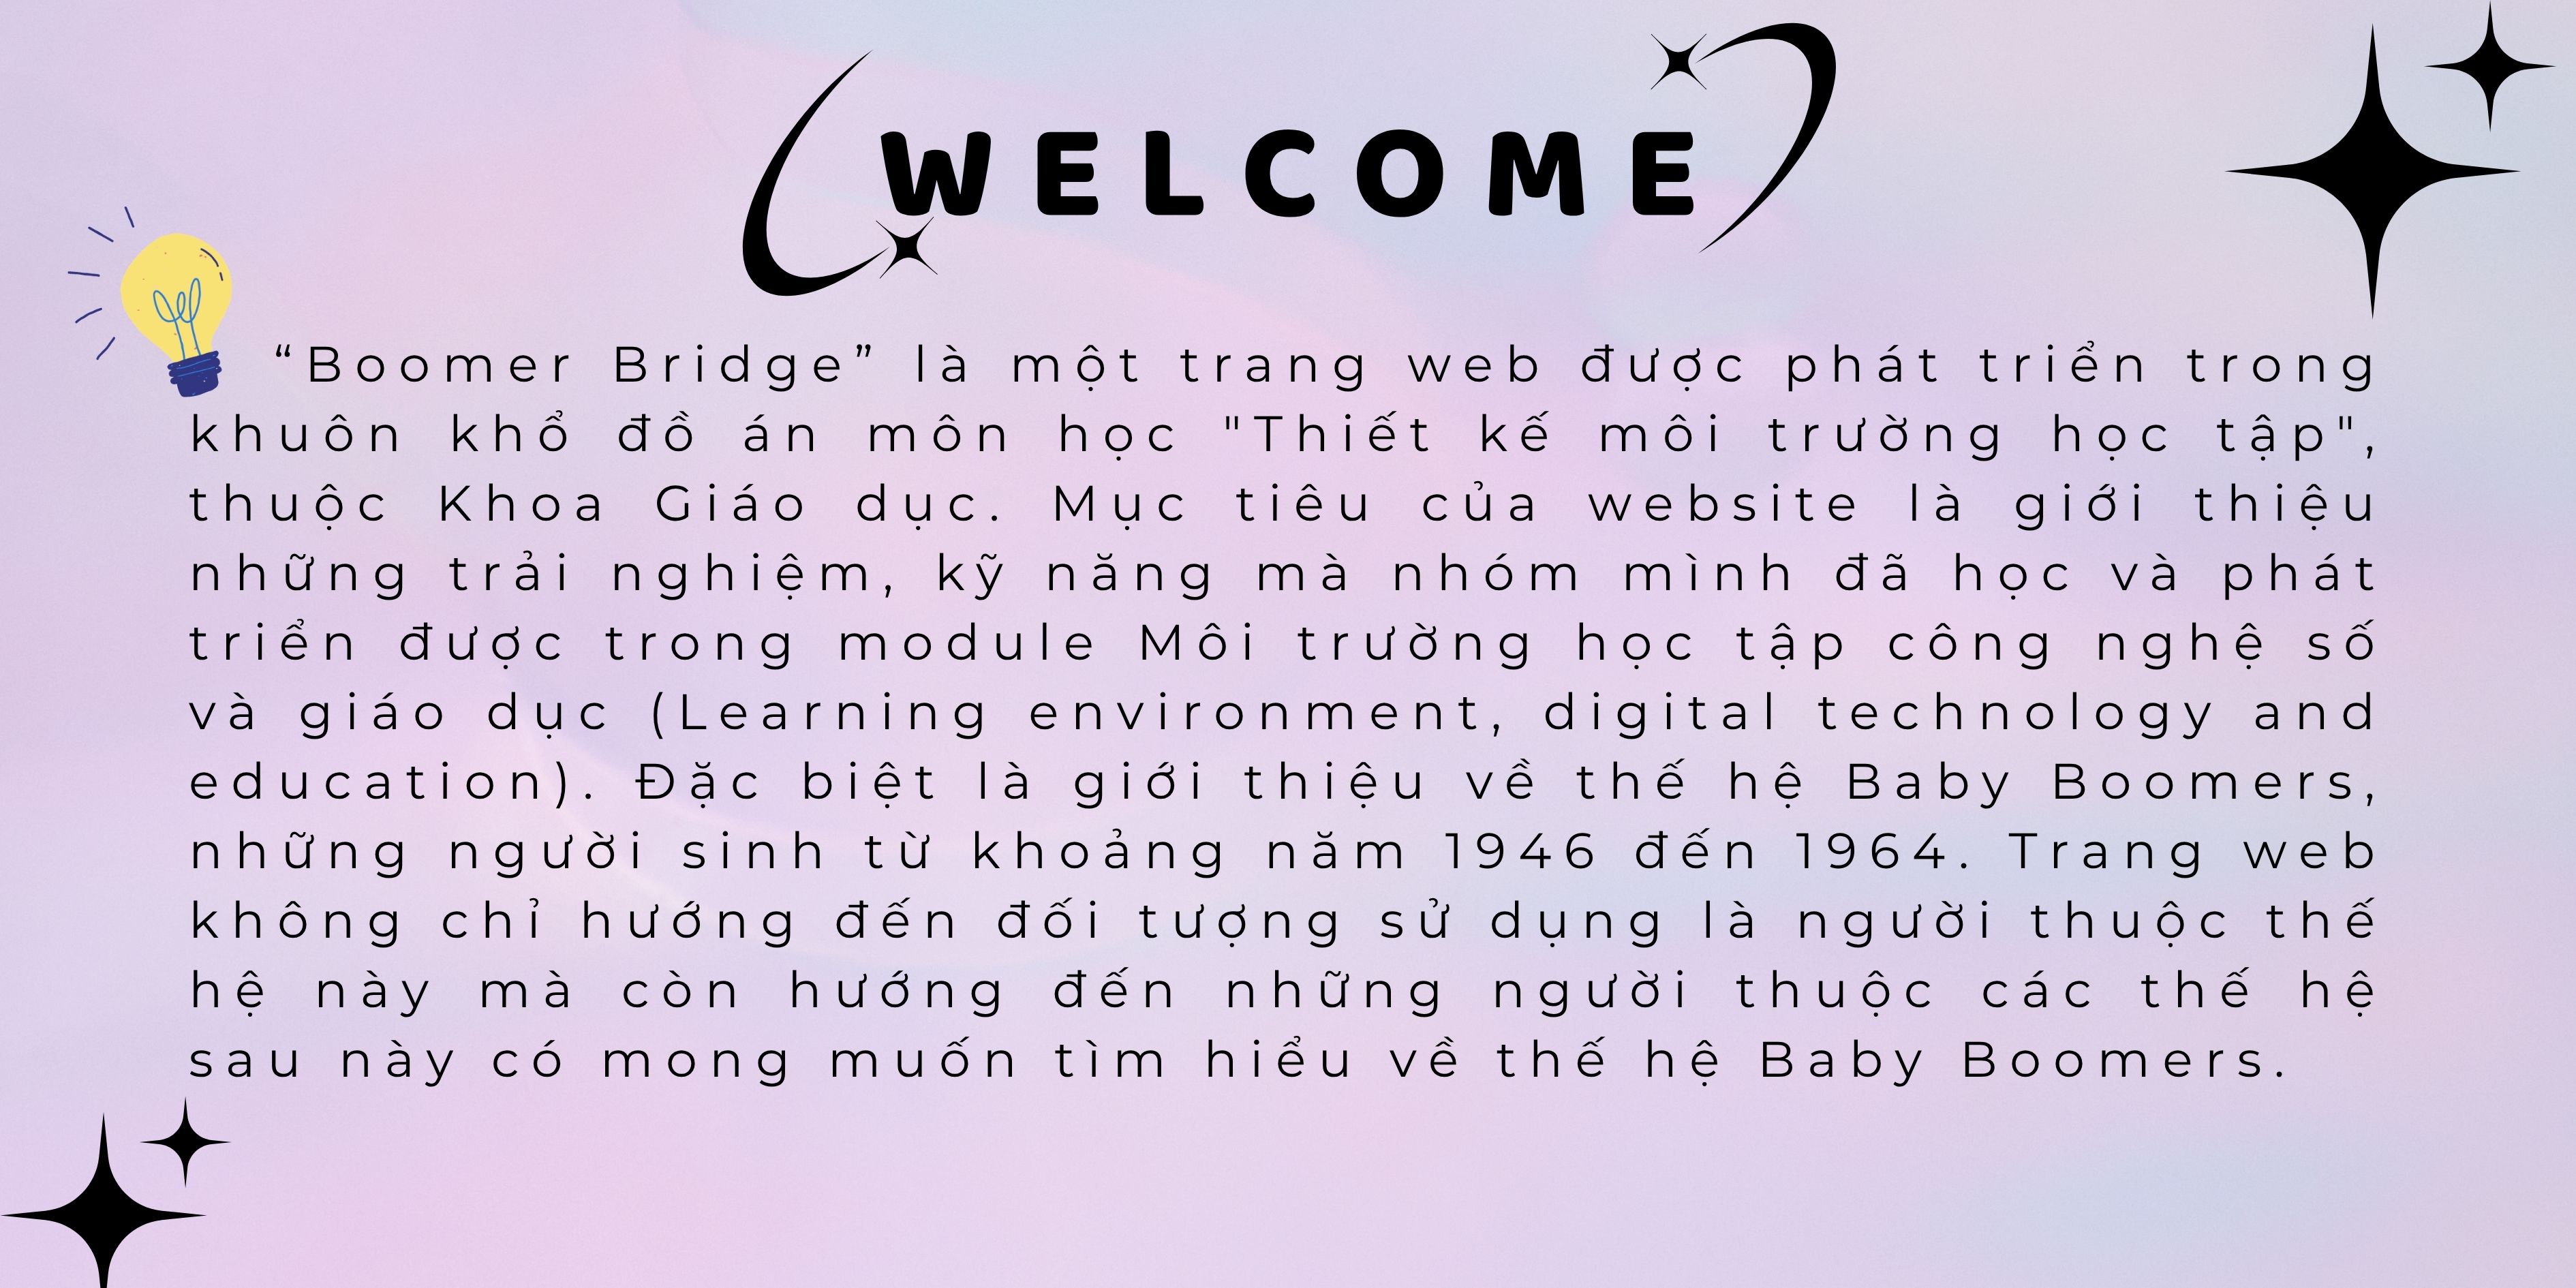 WELCOME
“Boomer Bridge” là một trang web được phát triển trong
khuôn khổ đồ án môn học "Thiết kế môi trường học tập",
thuộc Khoa Giáo dục. Mục tiêu của website là giới thiệu
những trải nghiệm, kỹ năng mà nhóm mình đã học và phát
triển được trong module Môi trường học tập công nghệ số
và giáo dục (Learning environment, digital technology and
education). Đặc biệt là giới thiệu về thế hệ Baby Boomers,
những người sinh từ khoảng năm 1946 đến 1964. Trang web
không chỉ hướng đến đối tượng sử dụng là người thuộc thế
hệ này mà còn hướng đến những người thuộc các thế hệ
sau này có mong muốn tìm hiểu về thế hệ Baby Boomers.